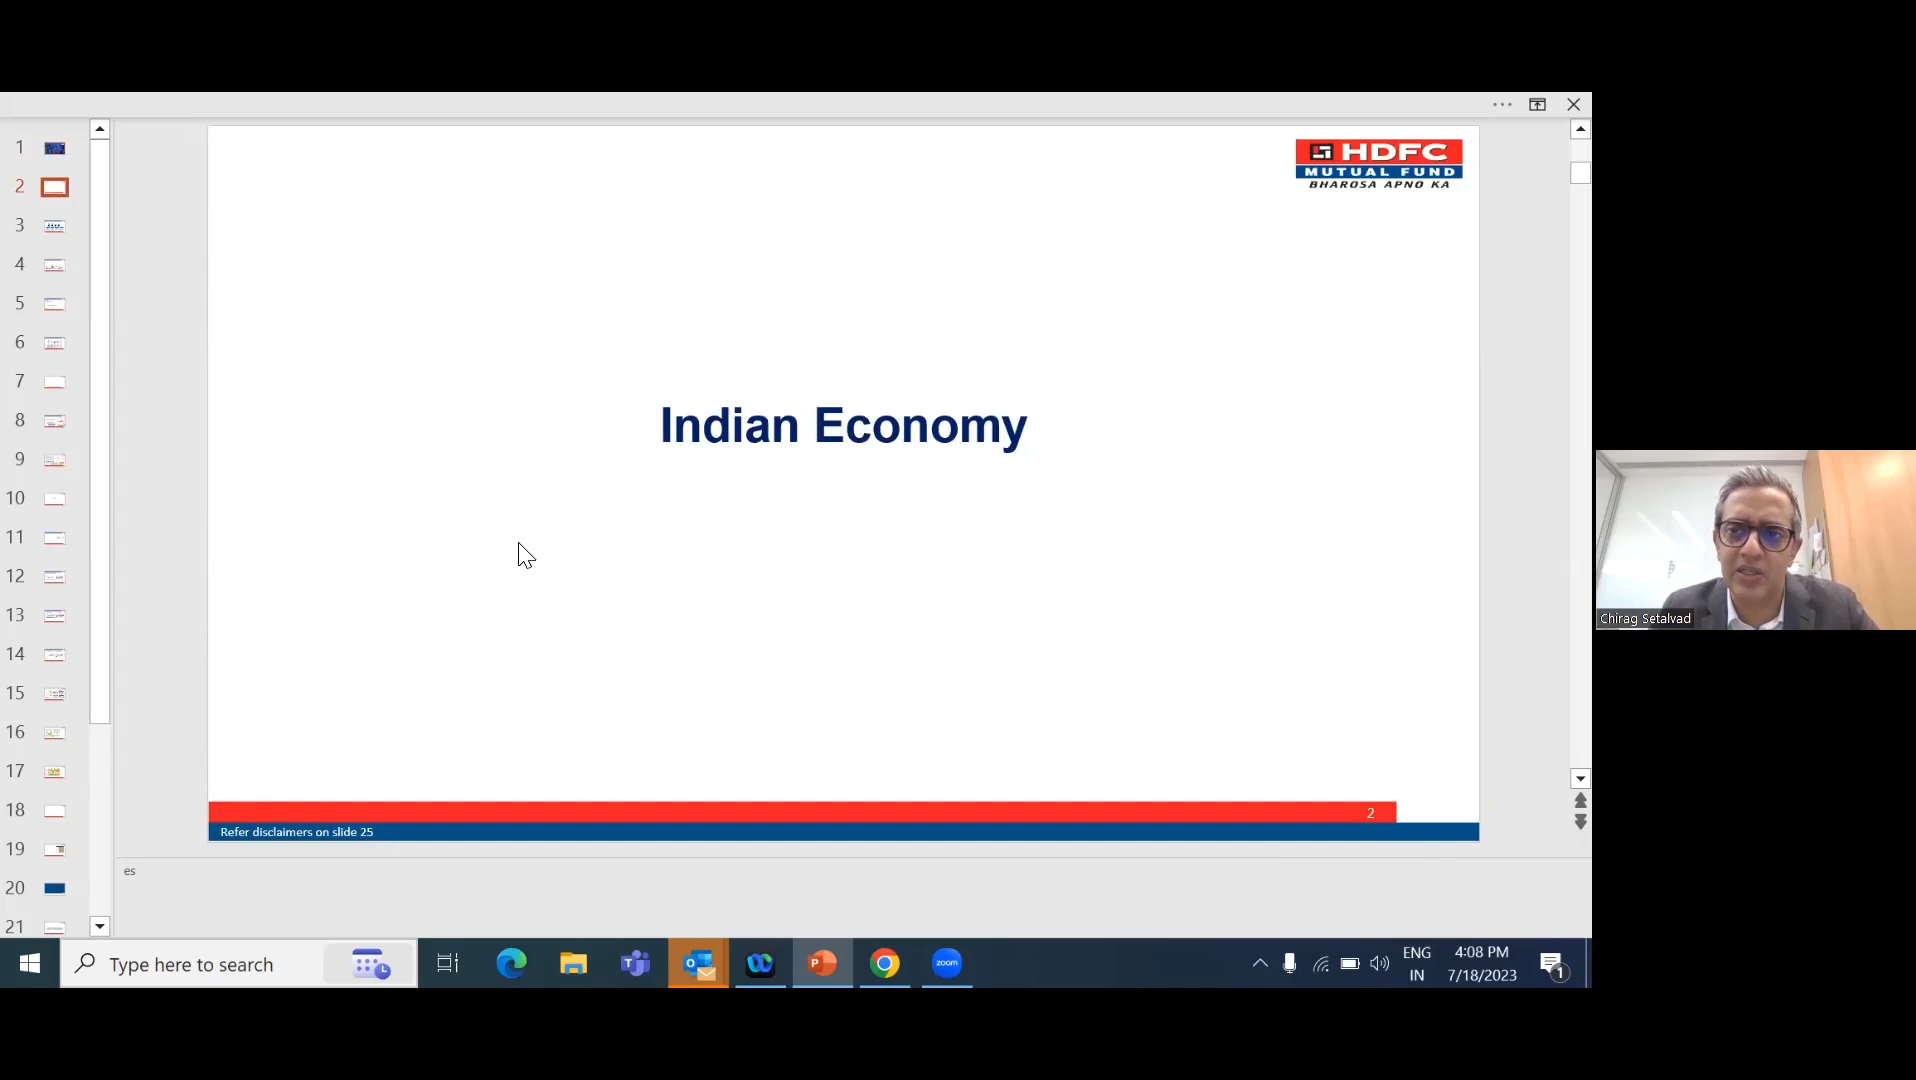 1
2
3
4
5
6
7
8
9
10
11
12
13
14
15
16
17
18
19
20
21
HDFC
MUTUAL FUND
BHAROSA APNO KA
Indian Economy
2
Refer disclaimers on slide 25
es
Chirag Setalvad
Type here to search
zoom
ENG
IN
4:08 PM
7/18/2023
1